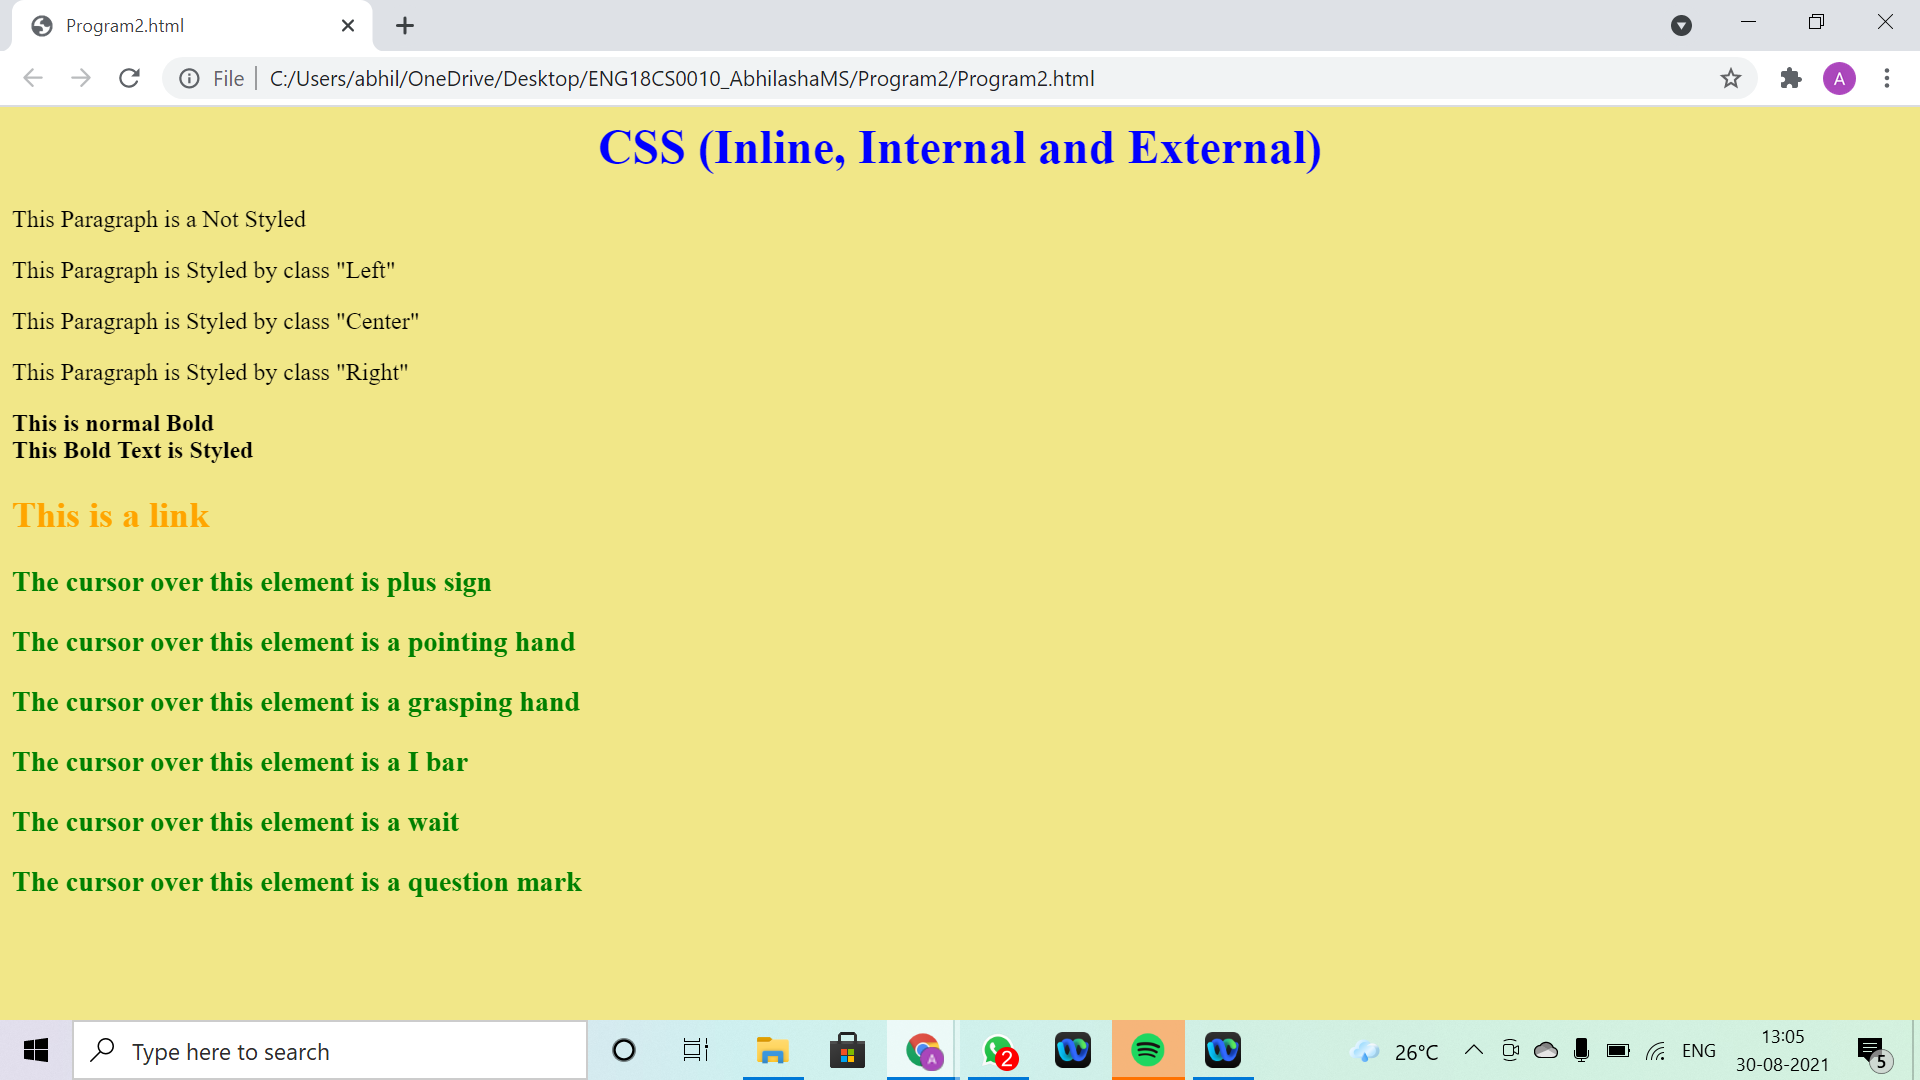 Program2.html
File
C:/Users/abhil/OneDrive/Desktop/ENG18CS0010_AbhilashaMS/Program2/Program2.html
A
CSS (Inline, Internal and External)
This Paragraph is a Not Styled
This Paragraph is Styled by class "Left"
This Paragraph is Styled by class "Center"
This Paragraph is Styled by class "Right"
This is normal Bold
This Bold Text is Styled
This is a link
The cursor over this element is plus sign
The cursor over this element is a pointing hand
The cursor over this element is a grasping hand
The cursor over this element is a I bar
The cursor over this element is a wait
The cursor over this element is a question mark
Type here to search
A
2
26°C
ENG
13:05
30-08-2021
5